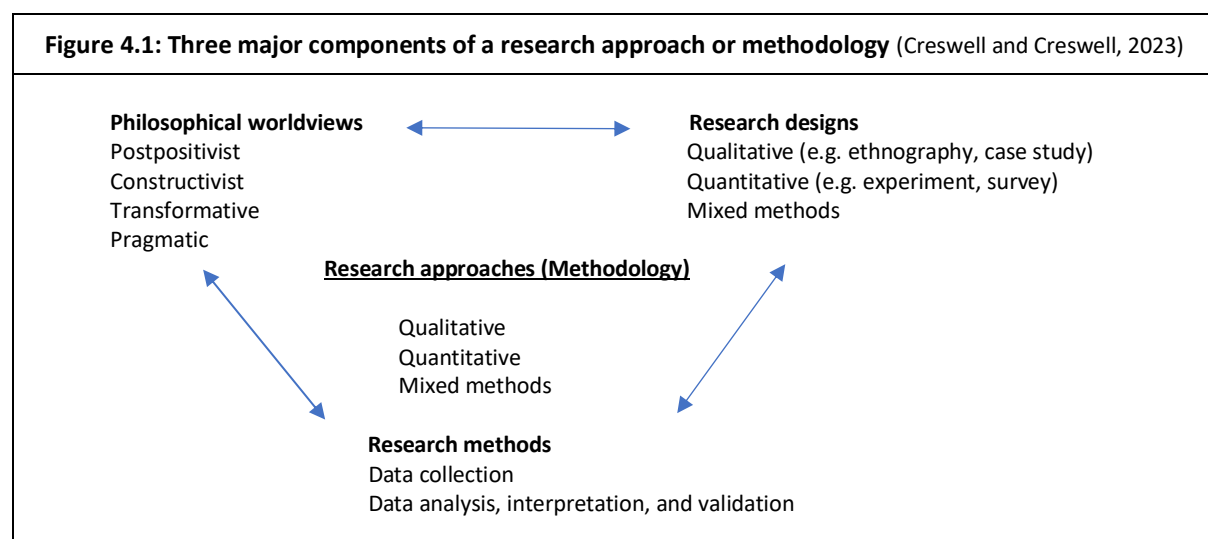 Figure 4.1: Three major components of a research approach or methodology (Creswell and Creswell, 2023)
Philosophical worldviews
Postpositivist
Constructivist
Transformative
Pragmatic
Research designs
Qualitative (e.g. ethnography, case study)
Quantitative (e.g. experiment, survey)
Mixed methods
Research approaches (Methodology)
Qualitative
Quantitative
Mixed methods
Research methods
Data collection
Data analysis, interpretation, and validation